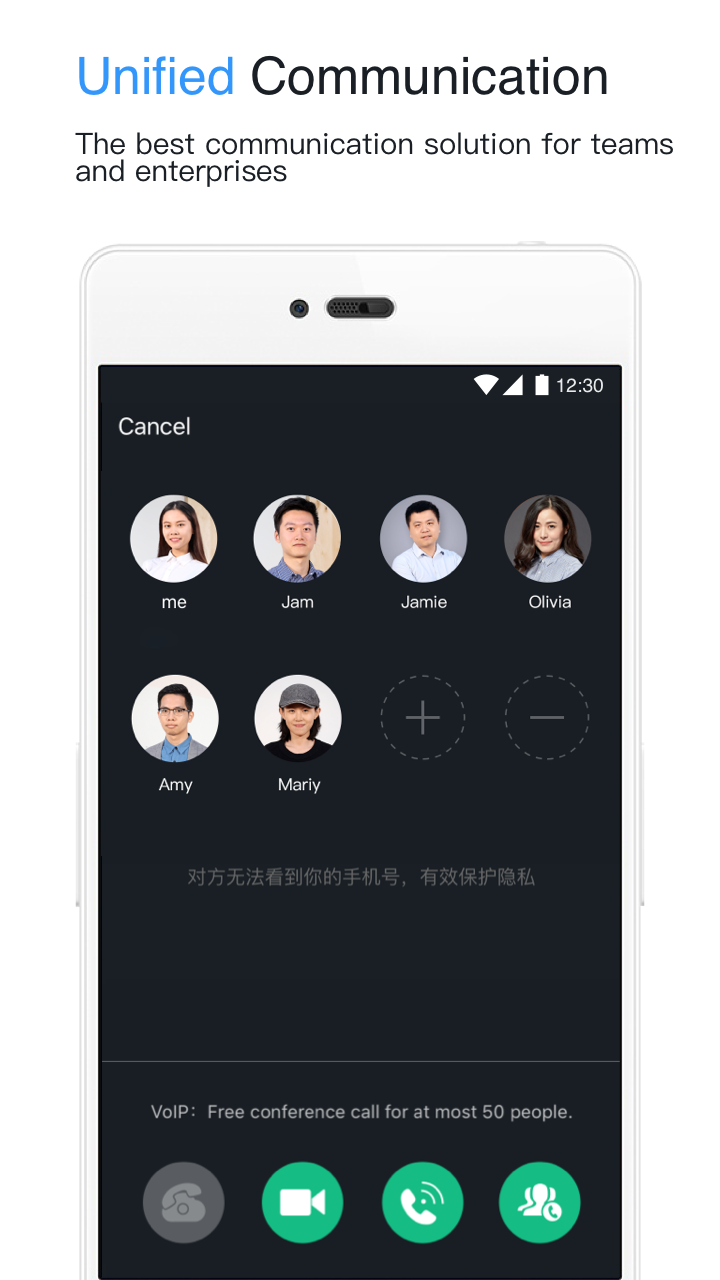 Unified Communication
The best communication solution for teams
and enterprises
12:30
Cancel
me
Jam
Jamie
Olivia
Amy
Mariy
对方无法看到你的手机号，有效保护隐私
VoIP：Free conference call for at most 50 people.